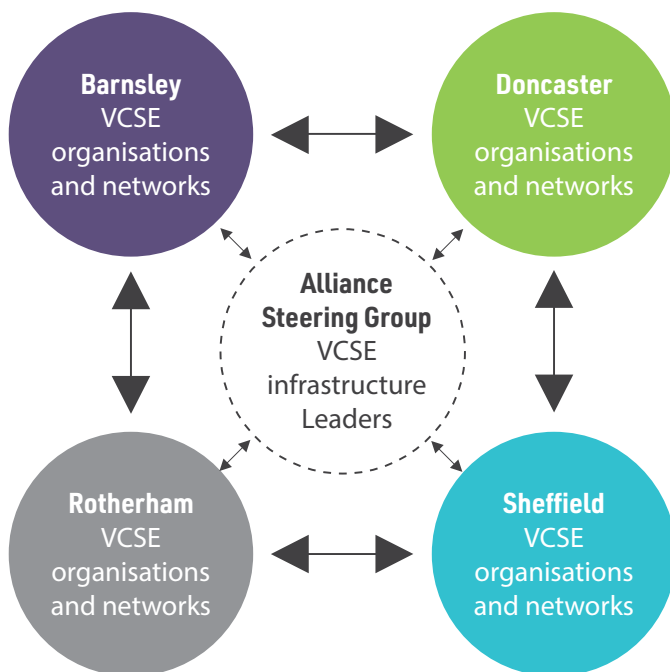 Barnsley
VCSE
organisations
and networks
Doncaster
VCSE
organisations
and networks
Alliance
Steering Group
VCSE
infrastructure
Leaders
Rotherham
VCSE
organisations
and networks
Sheffield
VCSE
organisations
and networks